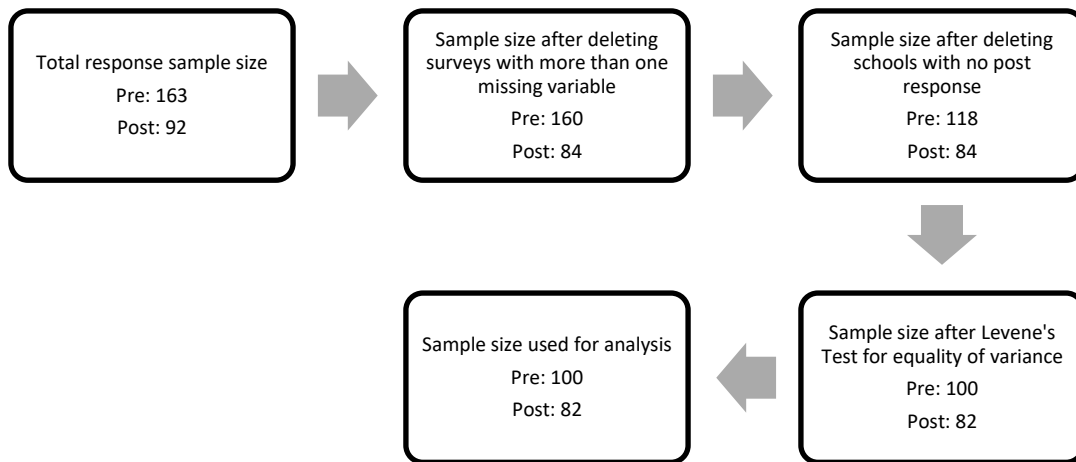 Total response sample size
Pre: 163
Post: 92
Sample size after deleting
surveys with more than one
missing variable
Pre: 160
Post: 84
Sample size after deleting
schools with no post
response
Pre: 118
Post: 84
Sample size after Levene's
Test for equality of variance
Pre: 100
Post: 82
Sample size used for analysis
Pre: 100
Post: 82